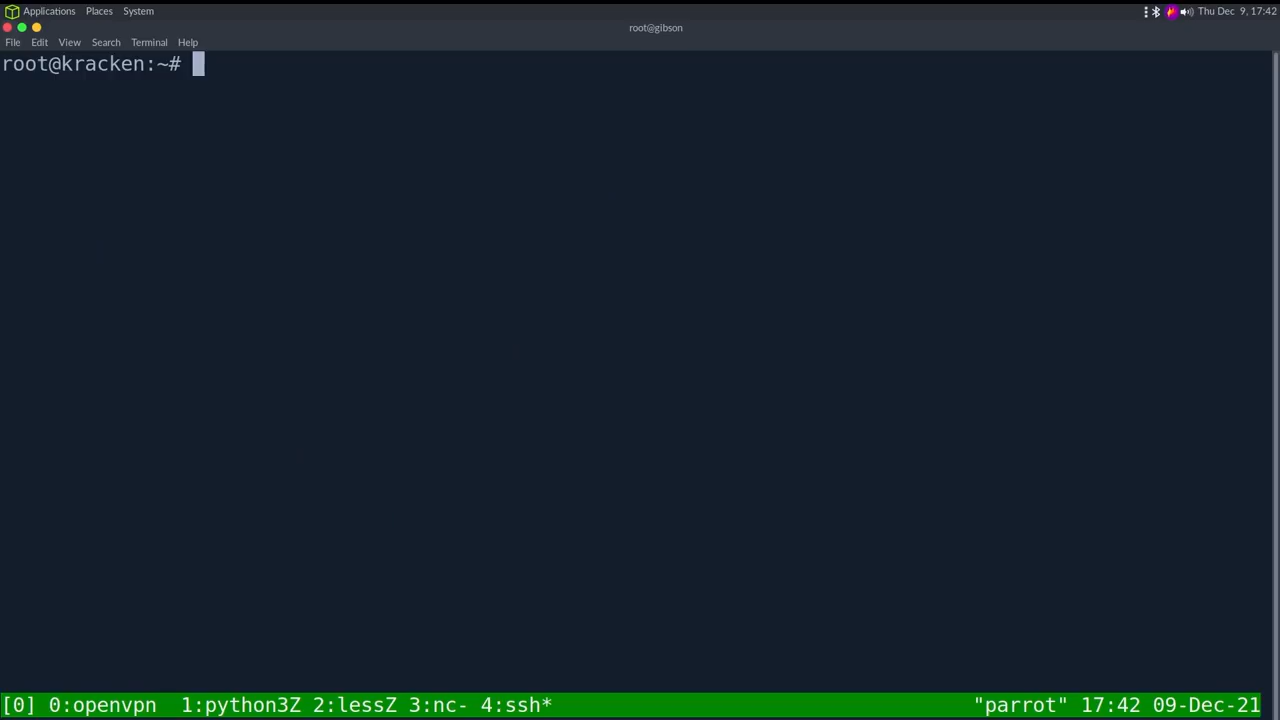 Applications Places System Thu Dec 9, 17:42
root@gibson
File Edit View Search Terminal Help
root@kracken:~#
[0] 0:openvpn 1:python3Z 2:lessZ 3:nc- 4:ssh* "parrot" 17:42 09-Dec-21